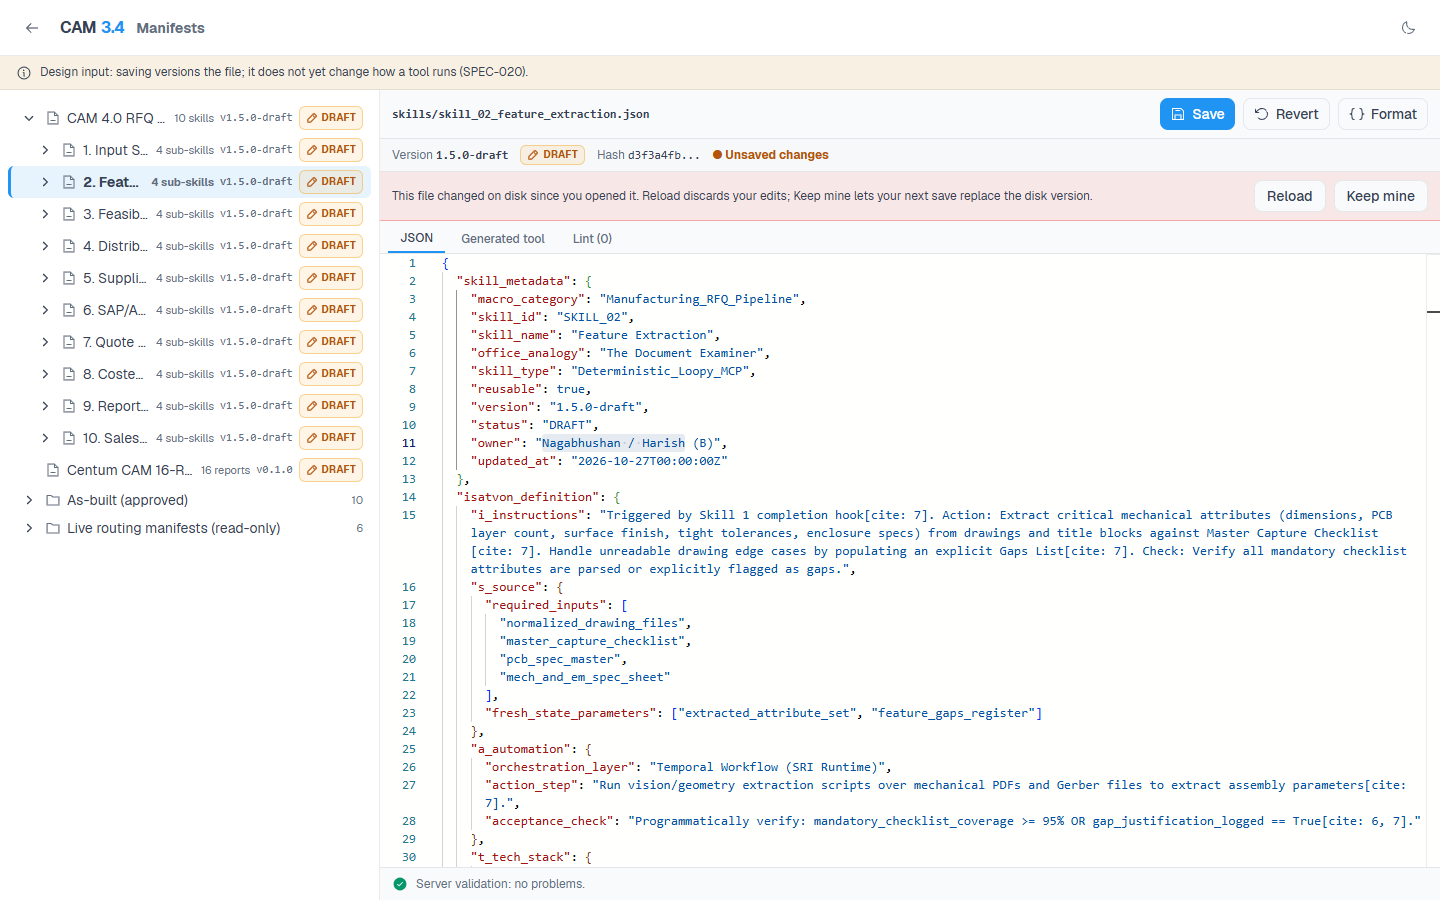 CAM 3.4 Manifests
Design input: saving versions the file; it does not yet change how a tool runs (SPEC-020).
CAM 4.0 RFQ ... 10 skills v1.5.0-draft DRAFT
1. Input S... 4 sub-skills v1.5.0-draft DRAFT
2. Feat... 4 sub-skills v1.5.0-draft DRAFT
3. Feasib... 4 sub-skills v1.5.0-draft DRAFT
4. Distrib... 4 sub-skills v1.5.0-draft DRAFT
5. Suppli... 4 sub-skills v1.5.0-draft DRAFT
6. SAP/A... 4 sub-skills v1.5.0-draft DRAFT
7. Quote ... 4 sub-skills v1.5.0-draft DRAFT
8. Coste... 4 sub-skills v1.5.0-draft DRAFT
9. Report... 4 sub-skills v1.5.0-draft DRAFT
10. Sales... 4 sub-skills v1.5.0-draft DRAFT
Centum CAM 16-R... 16 reports v0.1.0 DRAFT
As-built (approved) 10
Live routing manifests (read-only) 6
skills/skill_02_feature_extraction.json
Save Revert {} Format
Version 1.5.0-draft DRAFT Hash d3f3a4fb... Unsaved changes
This file changed on disk since you opened it. Reload discards your edits; Keep mine lets your next save replace the disk version.
Reload Keep mine
JSON Generated tool Lint (0)
1 {
2 "skill_metadata": {
3 "macro_category": "Manufacturing_RFQ_Pipeline",
4 "skill_id": "SKILL_02",
5 "skill_name": "Feature Extraction",
6 "office_analogy": "The Document Examiner",
7 "skill_type": "Deterministic_Loopy_MCP",
8 "reusable": true,
9 "version": "1.5.0-draft",
10 "status": "DRAFT",
11 "owner": "Nagabhushan / Harish (B)",
12 "updated_at": "2026-10-27T00:00:00Z"
13 },
14 "isatvon_definition": {
15 "i_instructions": "Triggered by Skill 1 completion hook[cite: 7]. Action: Extract critical mechanical attributes (dimensions, PCB
layer count, surface finish, tight tolerances, enclosure specs) from drawings and title blocks against Master Capture Checklist
[cite: 7]. Handle unreadable drawing edge cases by populating an explicit Gaps List[cite: 7]. Check: Verify all mandatory checklist
attributes are parsed or explicitly flagged as gaps.",
16 "s_source": {
17 "required_inputs": [
18 "normalized_drawing_files",
19 "master_capture_checklist",
20 "pcb_spec_master",
21 "mech_and_em_spec_sheet"
22 ],
23 "fresh_state_parameters": ["extracted_attribute_set", "feature_gaps_register"]
24 },
25 "a_automation": {
26 "orchestration_layer": "Temporal Workflow (SRI Runtime)",
27 "action_step": "Run vision/geometry extraction scripts over mechanical PDFs and Gerber files to extract assembly parameters[cite:
7].",
28 "acceptance_check": "Programmatically verify: mandatory_checklist_coverage >= 95% OR gap_justification_logged == True[cite: 6, 7]."
29 },
30 "t_tech_stack": {
Server validation: no problems.